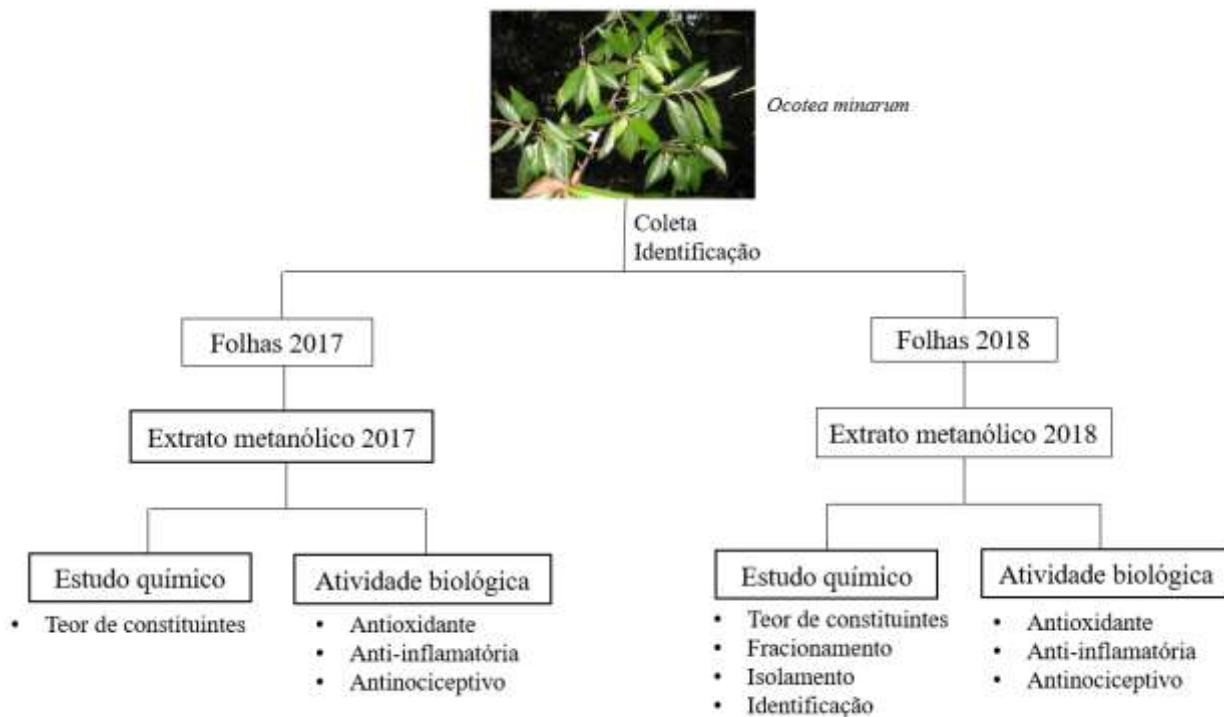 Ocotea minarum
Coleta
Identificação
Folhas 2017
Extrato metanólico 2017
Estudo químico
• Teor de constituintes
Atividade biológica
• Antioxidante
• Anti-inflamatória
• Antinociceptivo
Folhas 2018
Extrato metanólico 2018
Estudo químico
• Teor de constituintes
• Fracionamento
• Isolamento
• Identificação
Atividade biológica
• Antioxidante
• Anti-inflamatória
• Antinociceptivo